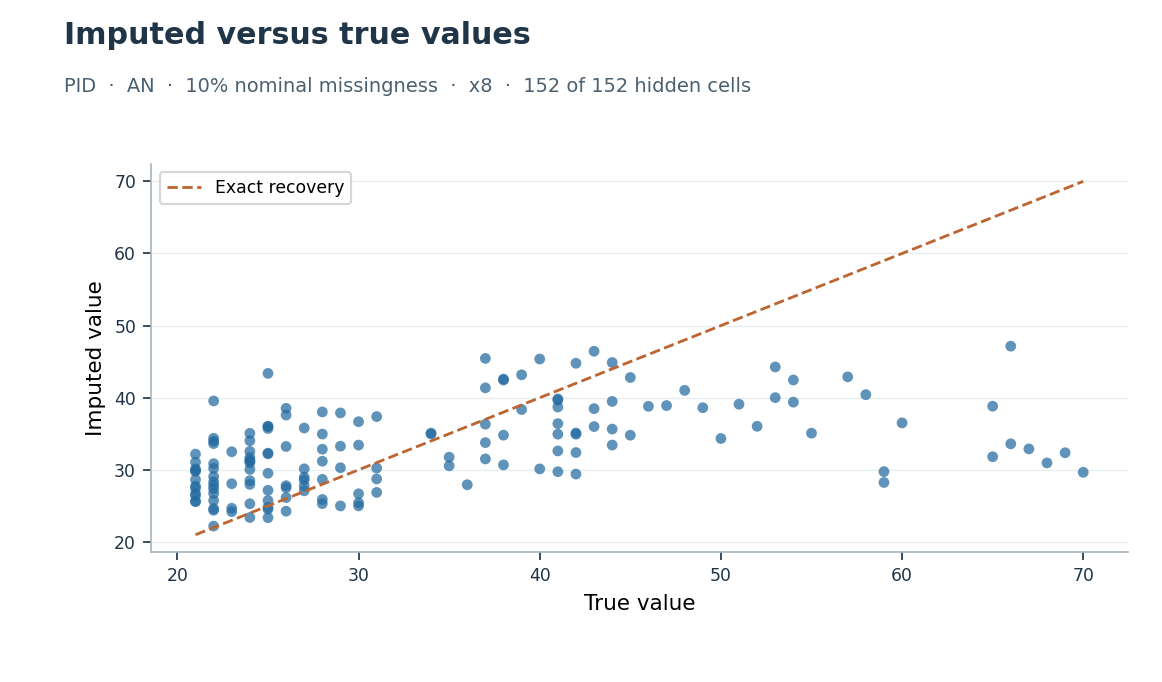 Imputed versus true values
PID · AN · 10% nominal missingness · x8 · 152 of 152 hidden cells
Exact recovery
70
60
50
40
30
20
Imputed value
20 30 40 50 60 70
True value